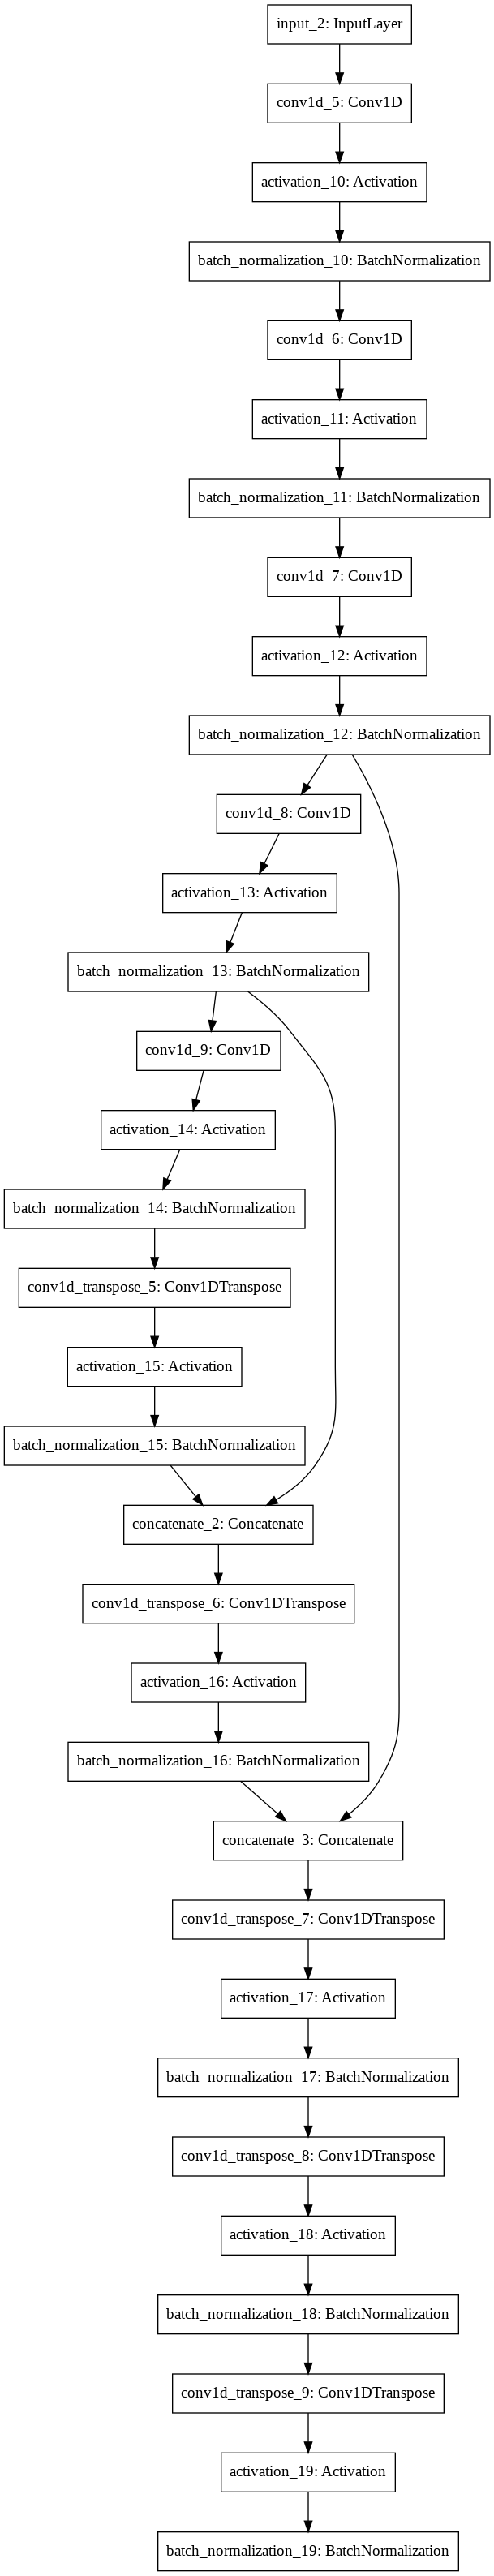 input_2: InputLayer
conv1d_5: Conv1D
activation_10: Activation
batch_normalization_10: BatchNormalization
conv1d_6: Conv1D
activation_11: Activation
batch_normalization_11: BatchNormalization
conv1d_7: Conv1D
activation_12: Activation
batch_normalization_12: BatchNormalization
conv1d_8: Conv1D
activation_13: Activation
batch_normalization_13: BatchNormalization
conv1d_9: Conv1D
activation_14: Activation
batch_normalization_14: BatchNormalization
conv1d_transpose_5: Conv1DTranspose
activation_15: Activation
batch_normalization_15: BatchNormalization
concatenate_2: Concatenate
conv1d_transpose_6: Conv1DTranspose
activation_16: Activation
batch_normalization_16: BatchNormalization
concatenate_3: Concatenate
conv1d_transpose_7: Conv1DTranspose
activation_17: Activation
batch_normalization_17: BatchNormalization
conv1d_transpose_8: Conv1DTranspose
activation_18: Activation
batch_normalization_18: BatchNormalization
conv1d_transpose_9: Conv1DTranspose
activation_19: Activation
batch_normalization_19: BatchNormalization